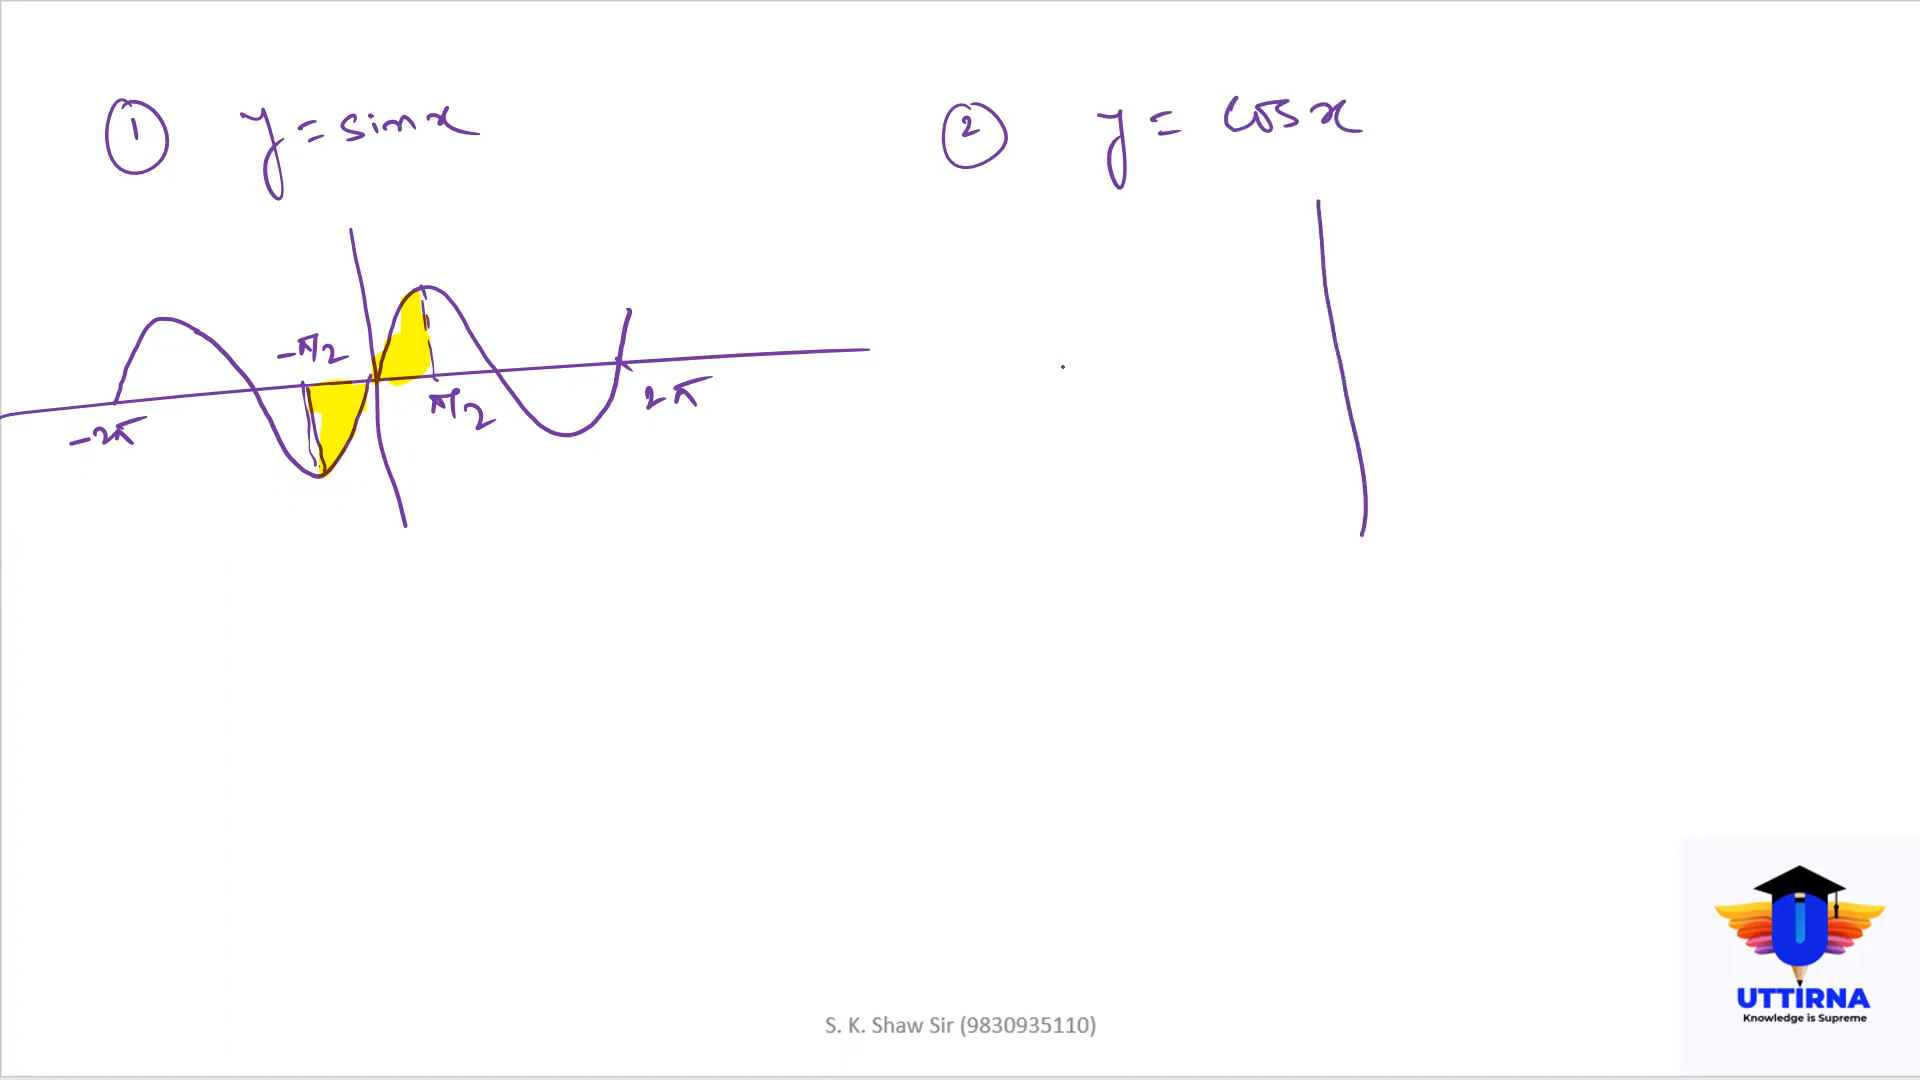 ① y = sin x
② y = cos x
-π/2
-2π
π/2
2π
UTTIRNA
Knowledge is Supreme
S. K. Shaw Sir (9830935110)